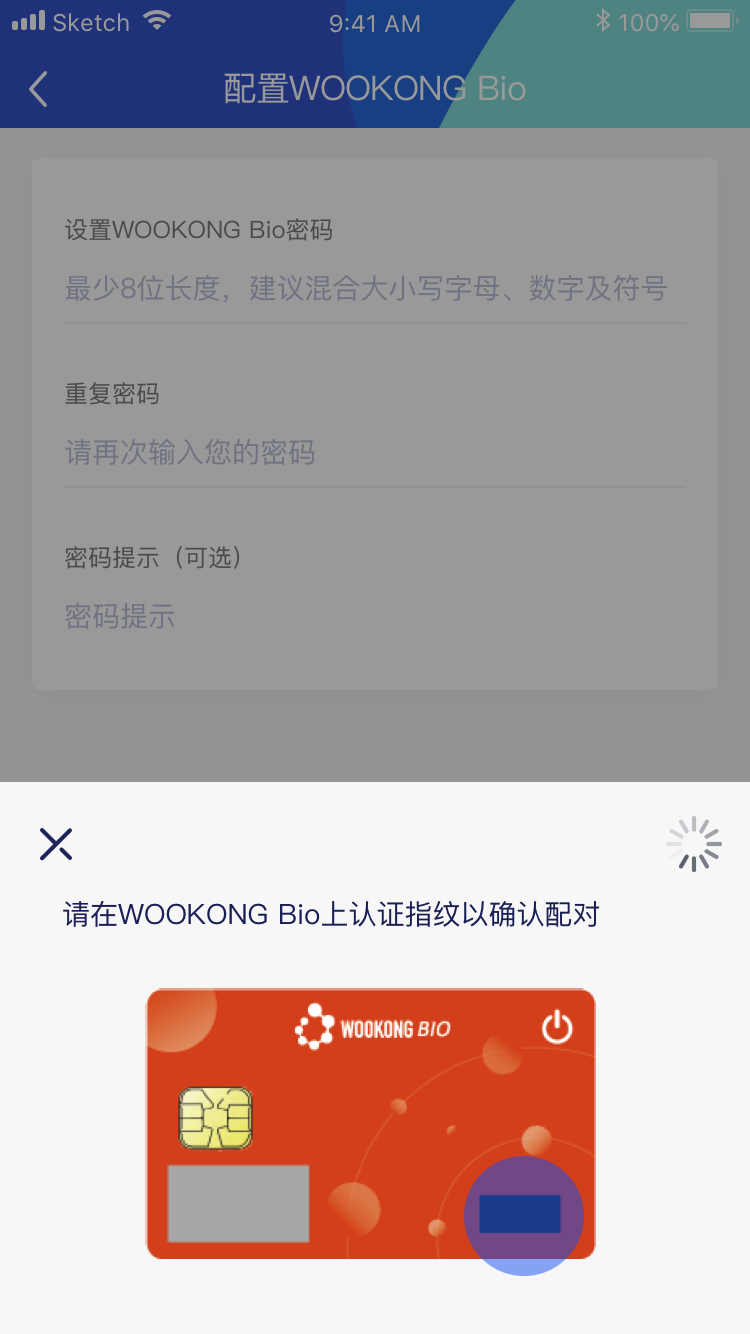 Sketch
9:41 AM
100%
配置WOOKONG Bio
设置WOOKONG Bio密码
最少8位长度，建议混合大小写字母、数字及符号
重复密码
请再次输入您的密码
密码提示（可选）
密码提示
请在WOOKONG Bio上认证指纹以确认配对
WOOKONG BIO